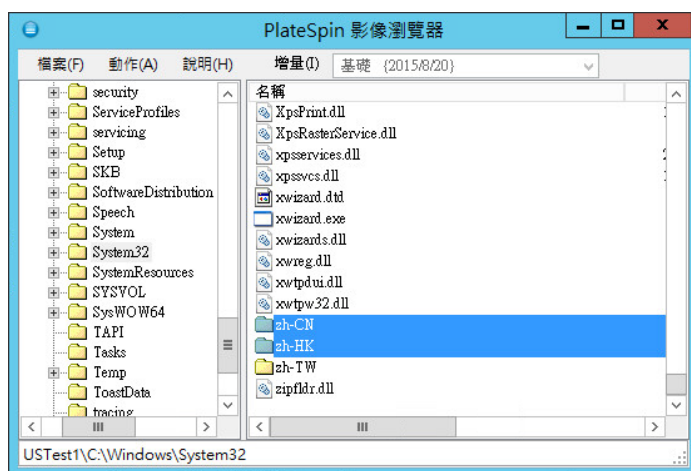 PlateSpin 影像瀏覽器
檔案(F) 動作(A) 說明(H) 增量(I) 基礎 {2015/8/20}
security
ServiceProfiles
servicing
Setup
SKB
SoftwareDistribution
Speech
System
System32
SystemResources
SYSVOL
SysWOW64
TAPI
Tasks
Temp
ToastData
tracing
名稱
XpsPrint.dll
XpsRasterService.dll
xpsservices.dll
xpssvcs.dll
xwizard.dtd
xwizard.exe
xwizards.dll
xwreg.dll
xwtpdui.dll
xwtpw32.dll
zh-CN
zh-HK
zh-TW
zipfldr.dll
USTest1\C:\Windows\System32